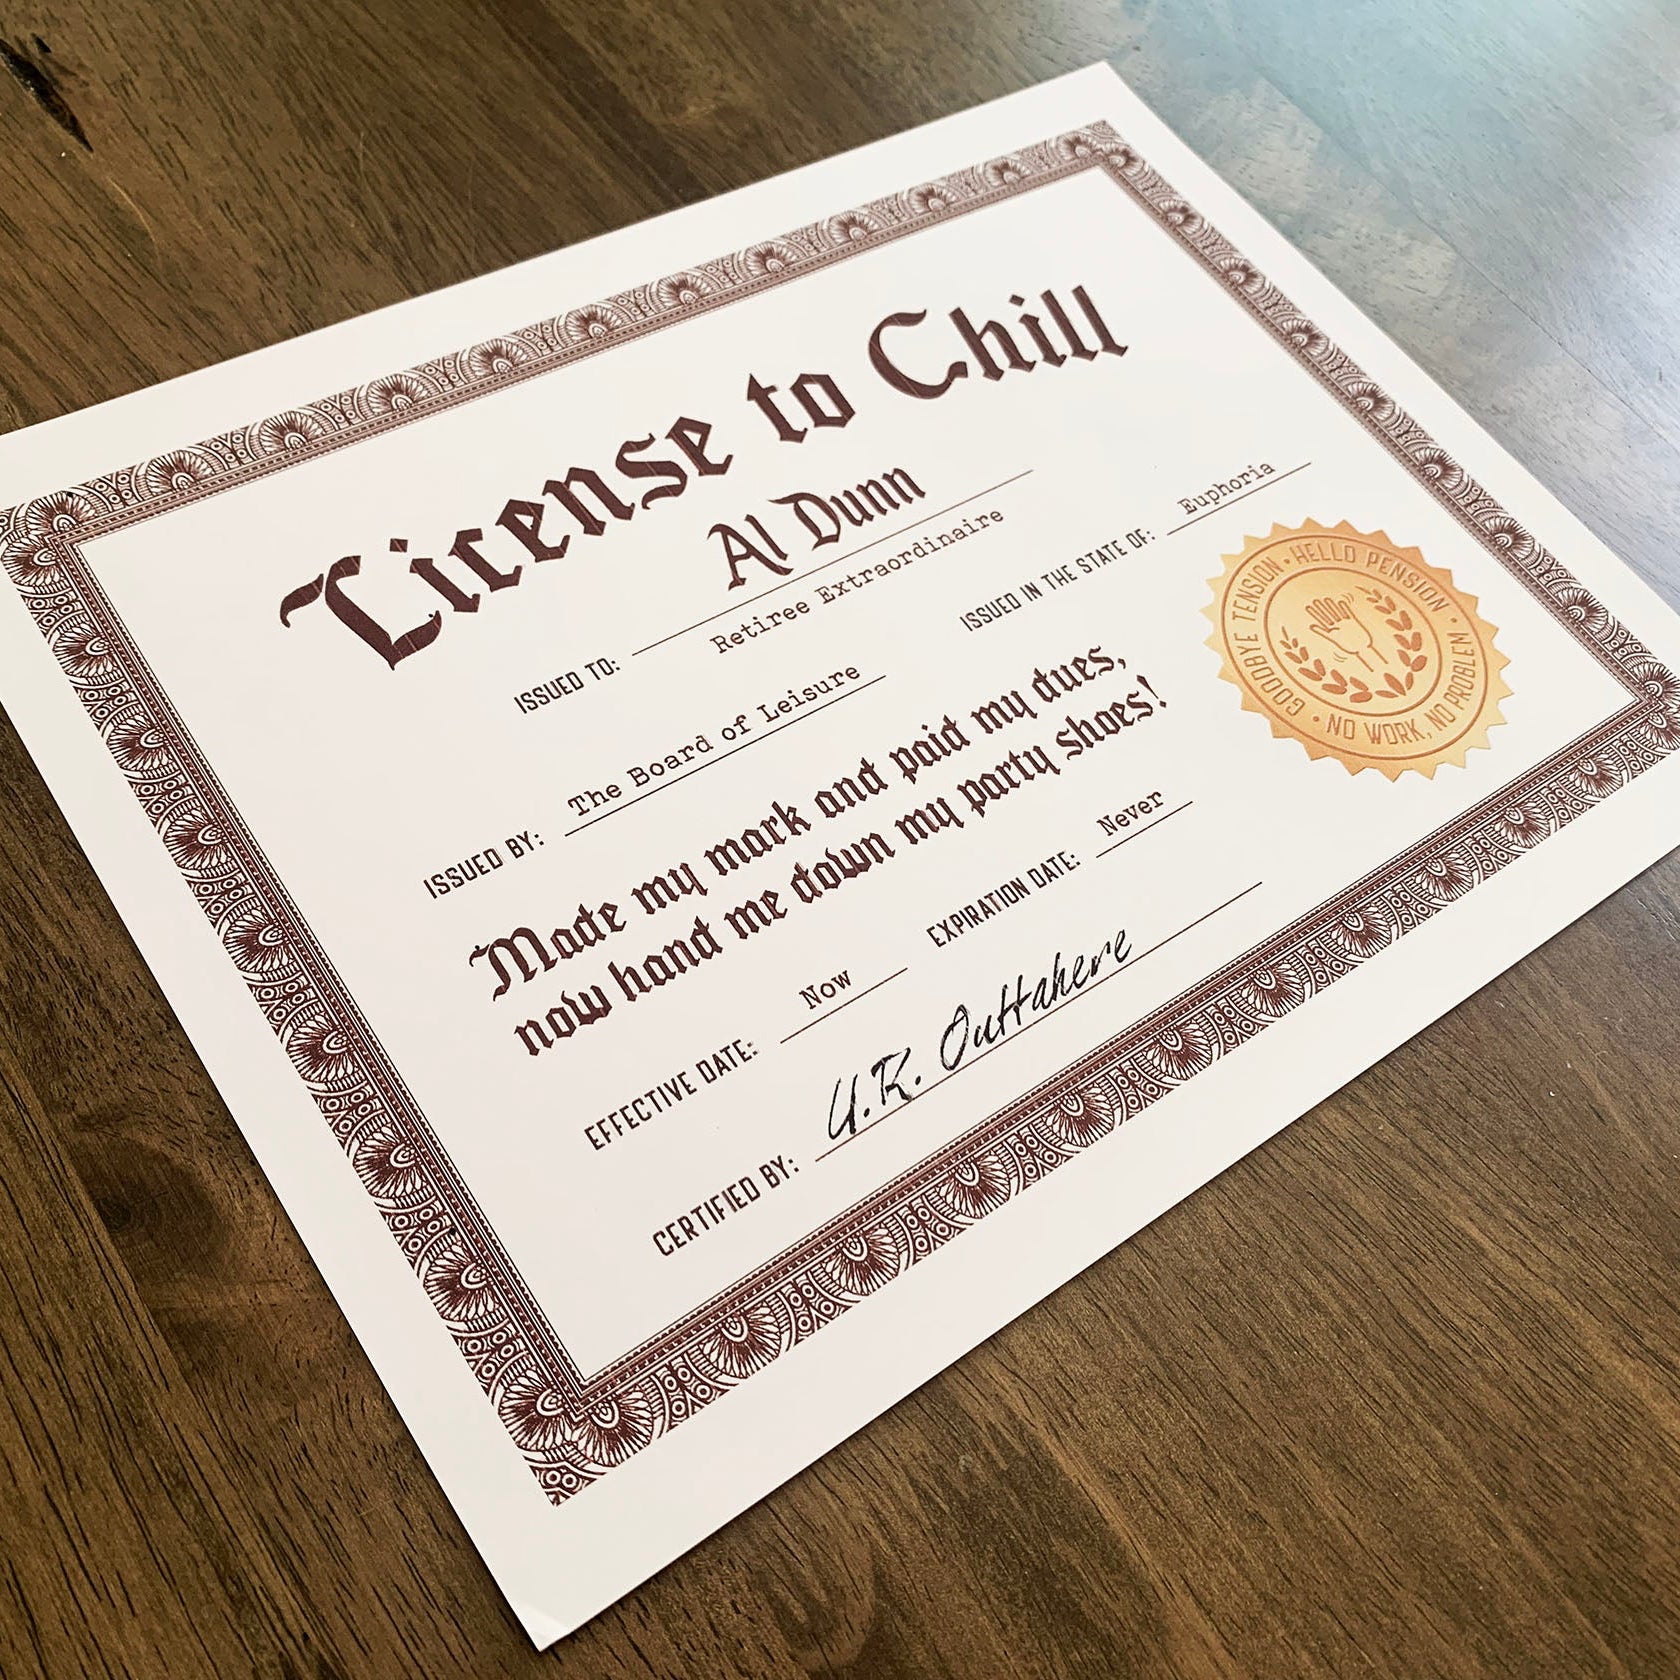 License to Chill
ISSUED TO: Al Dunn
Retiree Extraordinaire
ISSUED BY: The Board of Leisure
ISSUED IN THE STATE OF: Euphoria
Made my mark and paid my dues,
now hand me down my party shoes!
EFFECTIVE DATE: Now
EXPIRATION DATE: Never
CERTIFIED BY: U.R. Outtahere
GOODBYE TENSION • HELLO PENSION • NO WORK, NO PROBLEM •